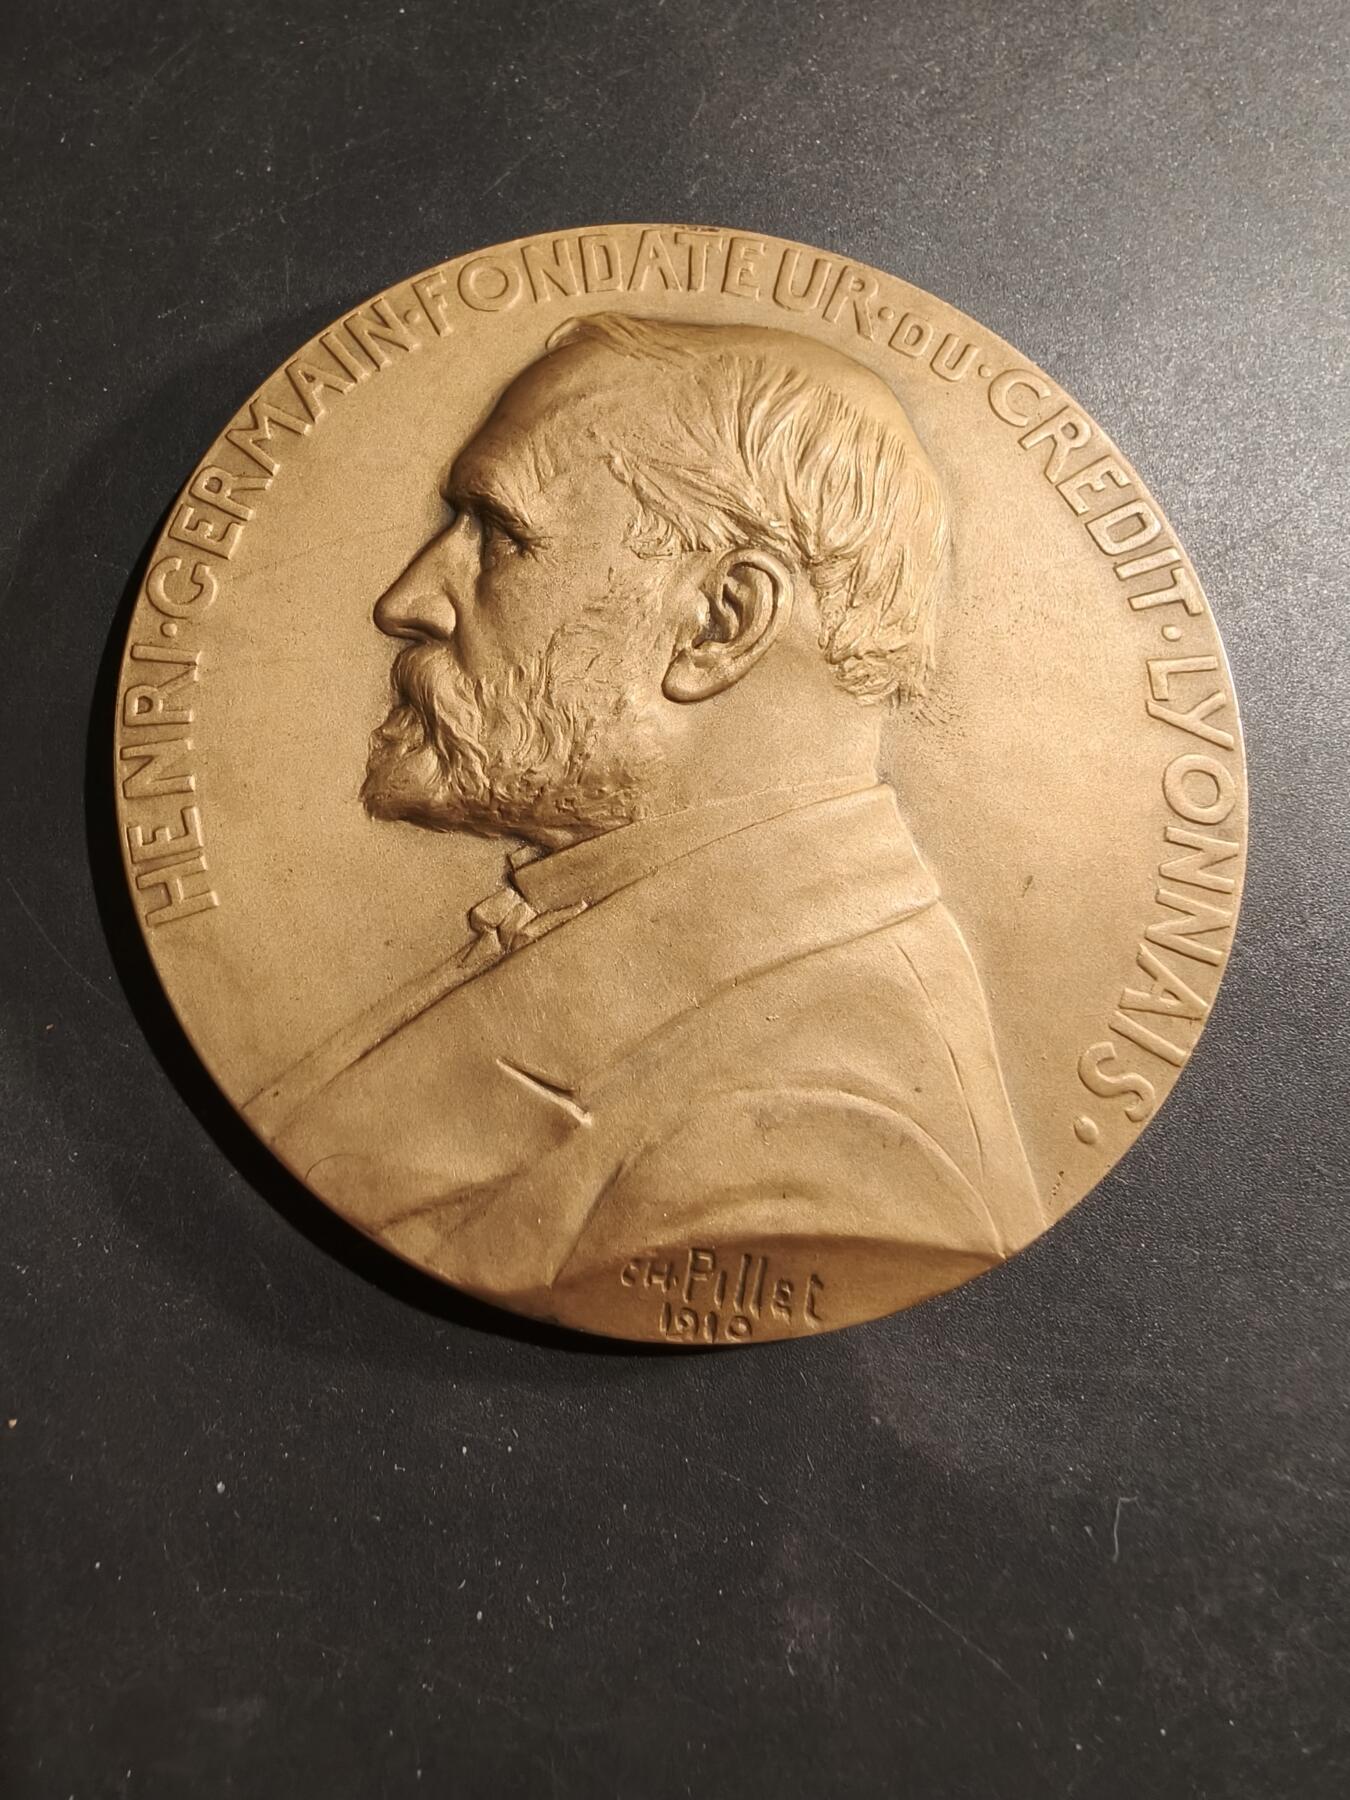 HENRI·GERMAIN·FONDATEUR·DU·CREDIT·LYONNAIS.
CH.Pillet
1910